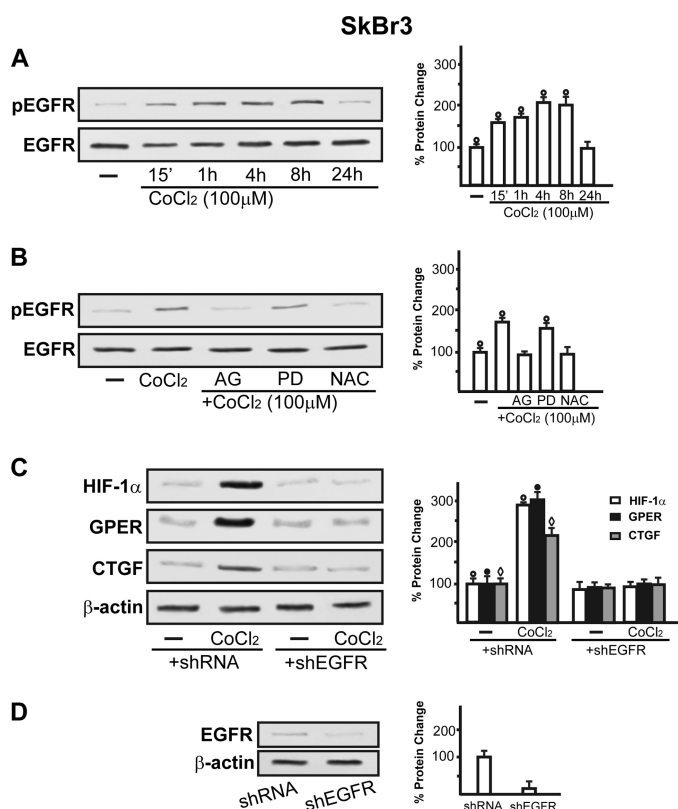 SkBr3
A
pEGFR
EGFR
– 15' 1h 4h 8h 24h
CoCl₂ (100μM)
% Protein Change
300
200
100
– 15' 1h 4h 8h 24h
CoCl₂ (100μM)
B
pEGFR
EGFR
– CoCl₂ AG PD NAC
+CoCl₂ (100μM)
% Protein Change
300
200
100
– AG PD NAC
+CoCl₂ (100μM)
C
HIF-1α
GPER
CTGF
β-actin
– CoCl₂ – CoCl₂
+shRNA +shEGFR
% Protein Change
300
200
100
HIF-1α
GPER
CTGF
– CoCl₂ – CoCl₂
+shRNA +shEGFR
D
EGFR
β-actin
shRNA shEGFR
% Protein Change
200
100
shRNA shEGFR